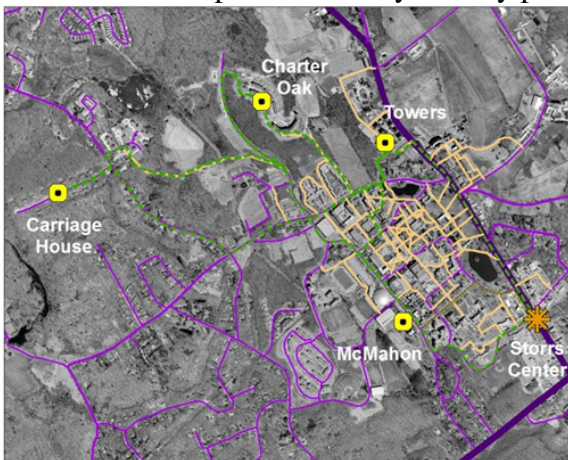 Charter
Oak
Towers
Carriage
House
McMahon
Storrs
Center